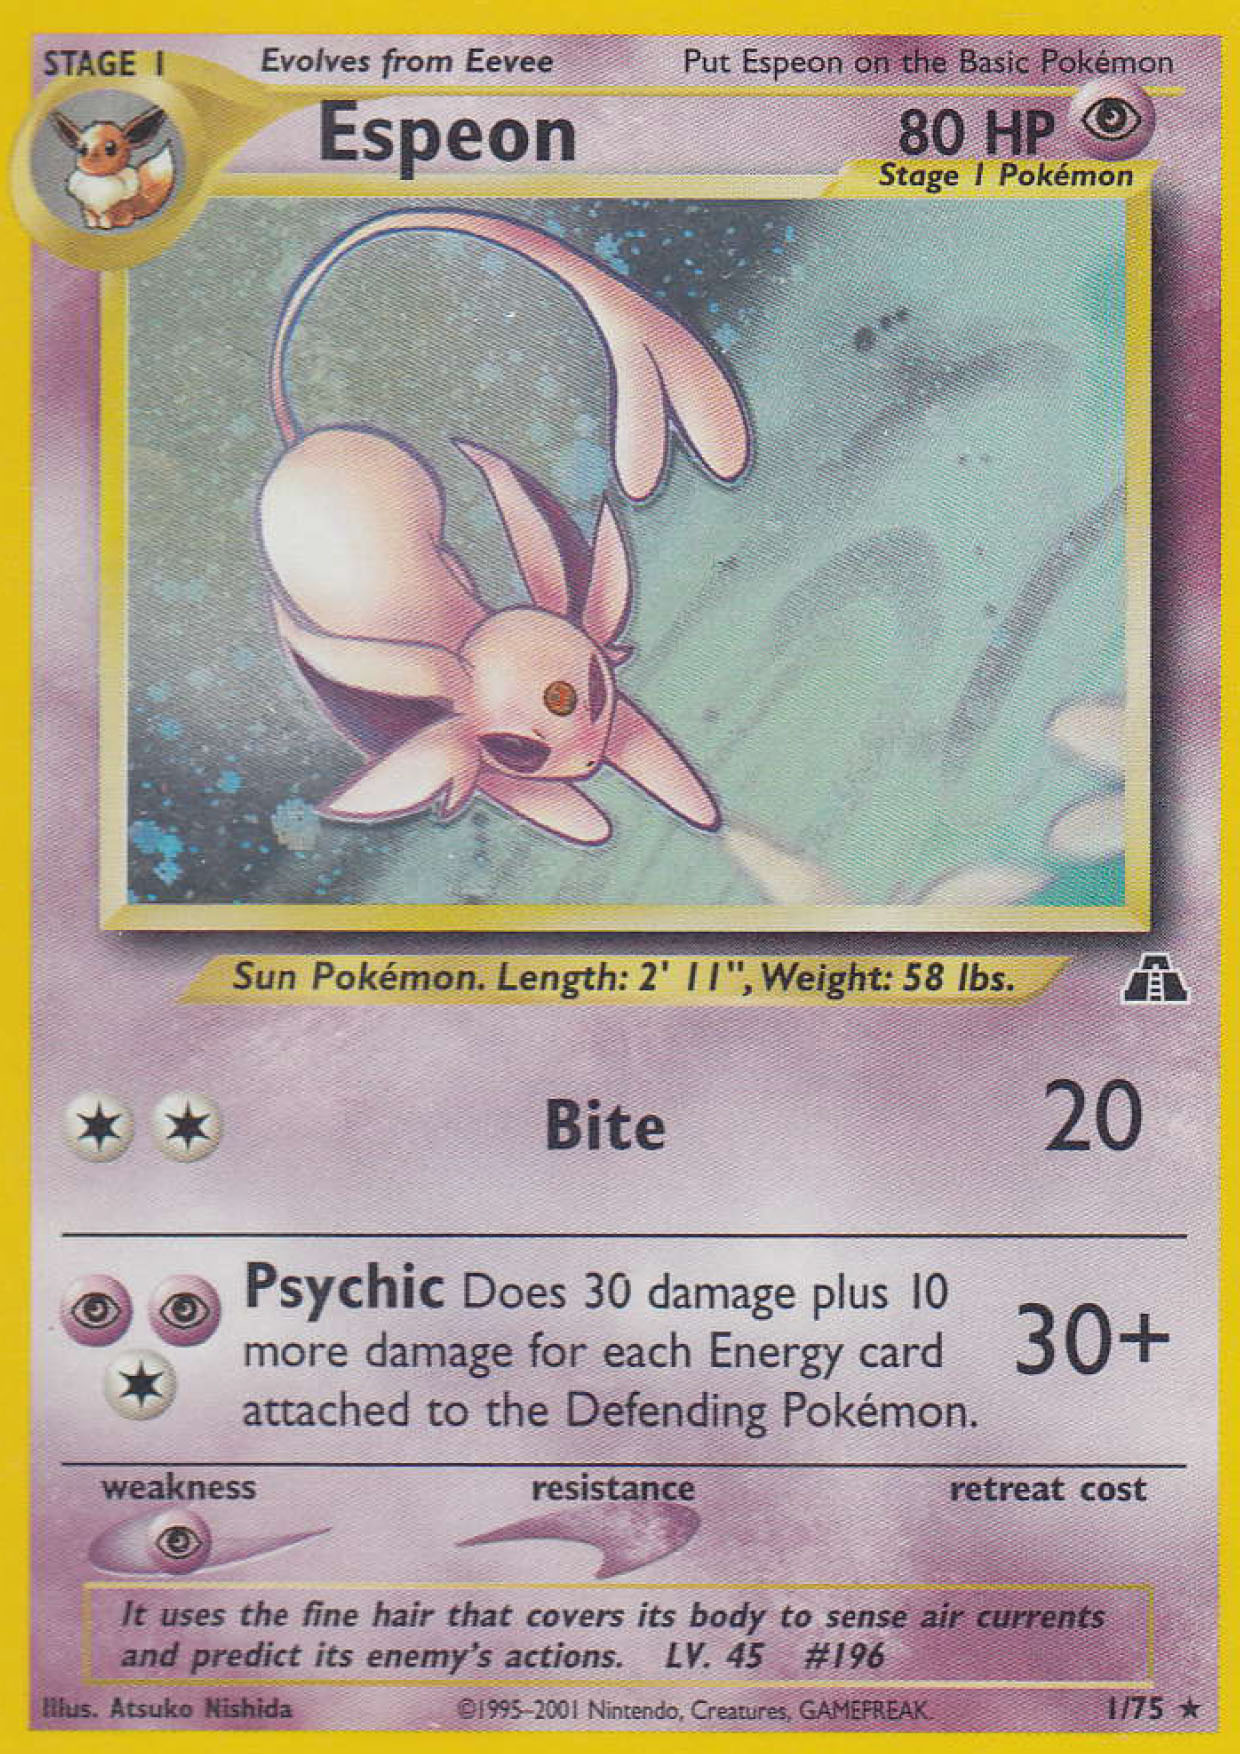 STAGE 1 Evolves from Eevee Put Espeon on the Basic Pokémon
Espeon 80 HP
Stage 1 Pokémon
Sun Pokémon. Length: 2' 11", Weight: 58 lbs.
Bite 20
Psychic Does 30 damage plus 10
more damage for each Energy card
attached to the Defending Pokémon.
30+
weakness resistance retreat cost
It uses the fine hair that covers its body to sense air currents
and predict its enemy's actions. LV. 45 #196
Illus. Atsuko Nishida ©1995–2001 Nintendo, Creatures, GAMEFREAK. 1/75 ★